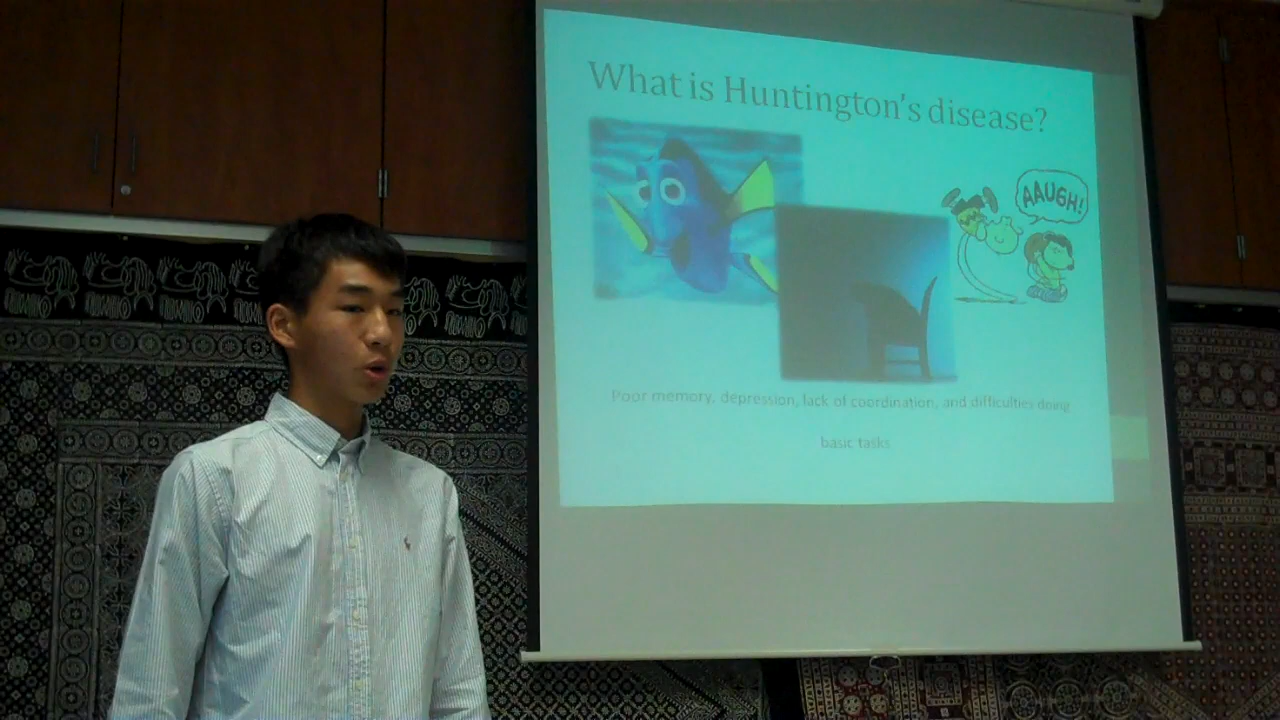 What is Huntington's disease?
AAUGH!
Poor memory, depression, lack of coordination, and difficulties doing
basic tasks